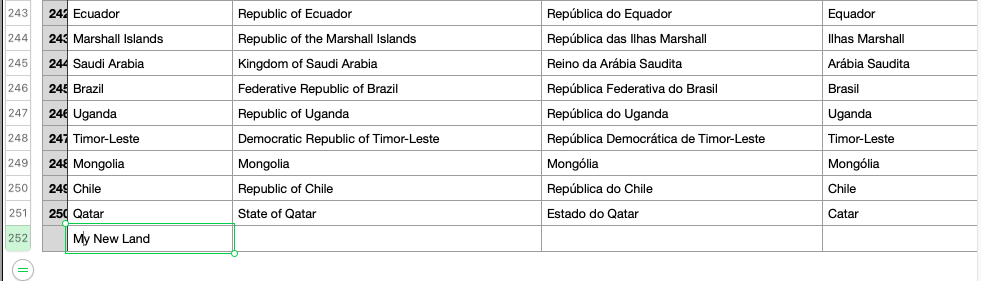 243 242 Ecuador Republic of Ecuador República do Equador Equador
244 243 Marshall Islands Republic of the Marshall Islands República das Ilhas Marshall Ilhas Marshall
245 244 Saudi Arabia Kingdom of Saudi Arabia Reino da Arábia Saudita Arábia Saudita
246 245 Brazil Federative Republic of Brazil República Federativa do Brasil Brasil
247 246 Uganda Republic of Uganda República do Uganda Uganda
248 247 Timor-Leste Democratic Republic of Timor-Leste República Democrática de Timor-Leste Timor-Leste
249 248 Mongolia Mongolia Mongólia Mongólia
250 249 Chile Republic of Chile República do Chile Chile
251 250 Qatar State of Qatar Estado do Qatar Catar
252 My New Land